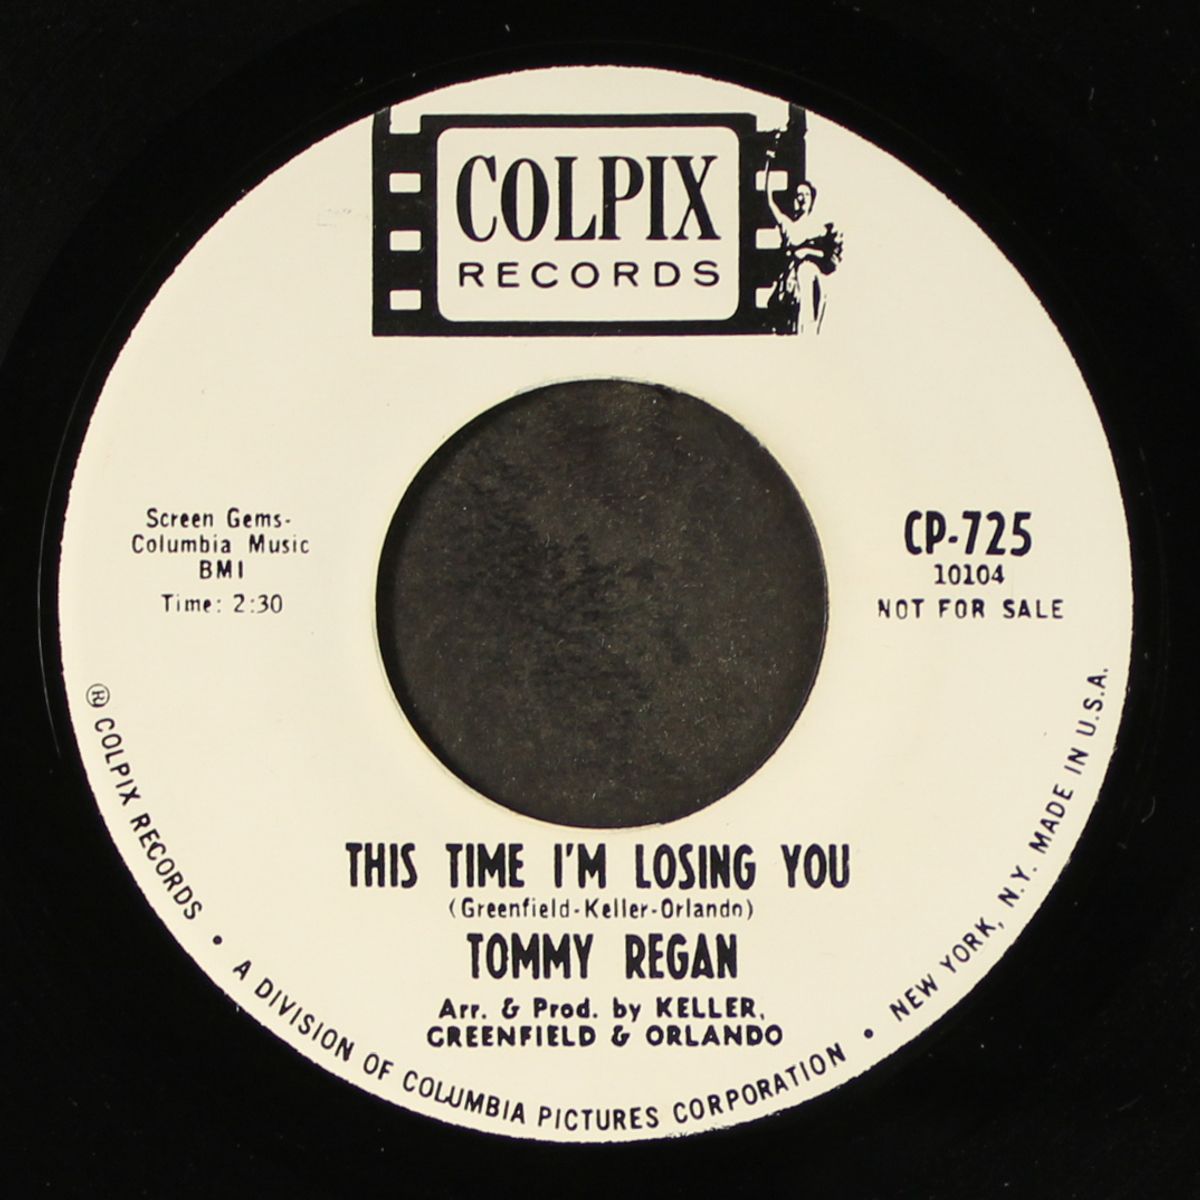 COLPIX
RECORDS
Screen Gems-
Columbia Music
BMI
Time: 2:30
CP-725
10104
NOT FOR SALE
THIS TIME I'M LOSING YOU
(Greenfield-Keller-Orlando)
TOMMY REGAN
Arr. & Prod. by KELLER,
GREENFIELD & ORLANDO
® COLPIX RECORDS • A DIVISION OF COLUMBIA PICTURES CORPORATION • NEW YORK, N.Y. MADE IN U.S.A.